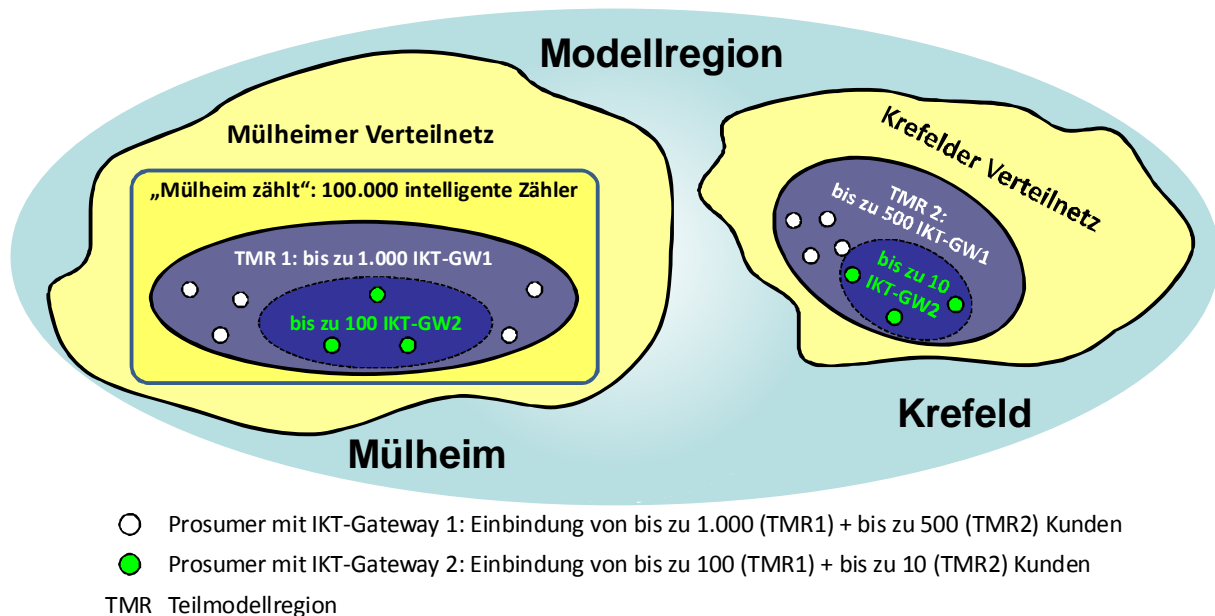 Modellregion
Mülheimer Verteilnetz
„Mülheim zählt“: 100.000 intelligente Zähler
TMR 1: bis zu 1.000 IKT-GW1
bis zu 100 IKT-GW2
Mülheim
Krefelder Verteilnetz
TMR 2:
bis zu 500 IKT-GW1
bis zu 10
IKT-GW2
Krefeld
Prosumer mit IKT-Gateway 1: Einbindung von bis zu 1.000 (TMR1) + bis zu 500 (TMR2) Kunden
Prosumer mit IKT-Gateway 2: Einbindung von bis zu 100 (TMR1) + bis zu 10 (TMR2) Kunden
TMR Teilmodellregion